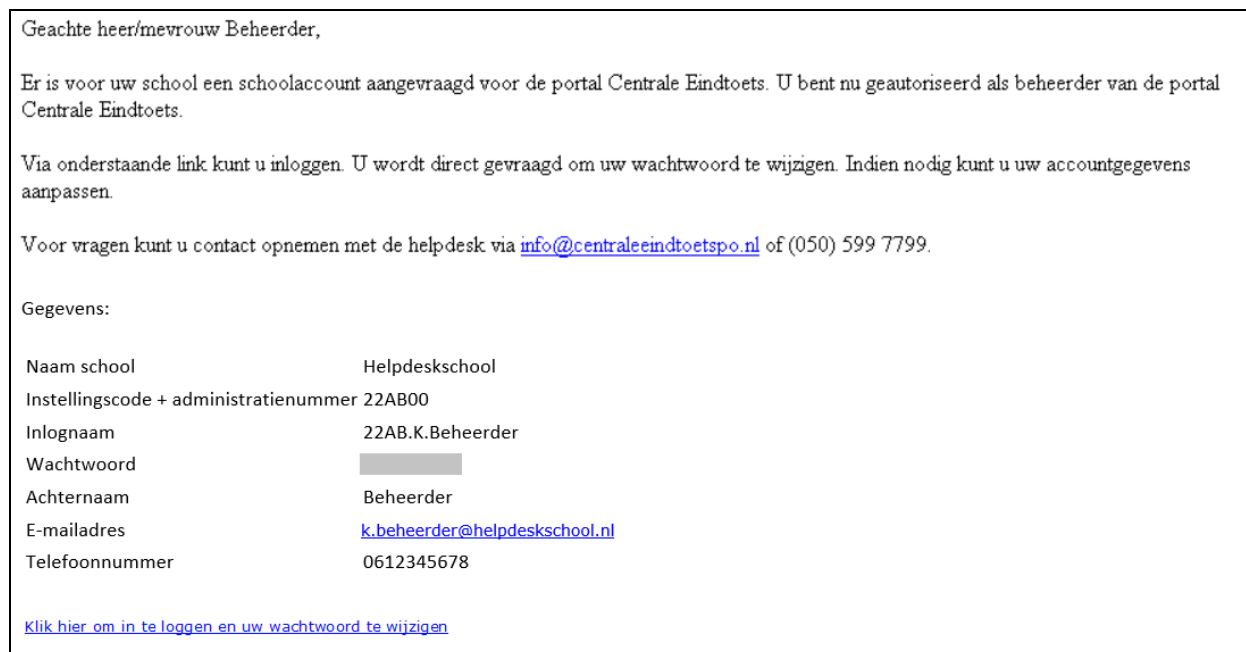 Geachte heer/mevrouw Beheerder,
Er is voor uw school een schoolaccount aangevraagd voor de portal Centrale Eindtoets. U bent nu geautoriseerd als beheerder van de portal
Centrale Eindtoets.
Via onderstaande link kunt u inloggen. U wordt direct gevraagd om uw wachtwoord te wijzigen. Indien nodig kunt u uw accountgegevens
aanpassen.
Voor vragen kunt u contact opnemen met de helpdesk via info@centraleeindtoetspo.nl of (050) 599 7799.
Gegevens:
Naam school Helpdeskschool
Instellingscode + administratienummer 22AB00
Inlognaam 22AB.K.Beheerder
Wachtwoord
Achternaam Beheerder
E-mailadres k.beheerder@helpdeskschool.nl
Telefoonnummer 0612345678
Klik hier om in te loggen en uw wachtwoord te wijzigen